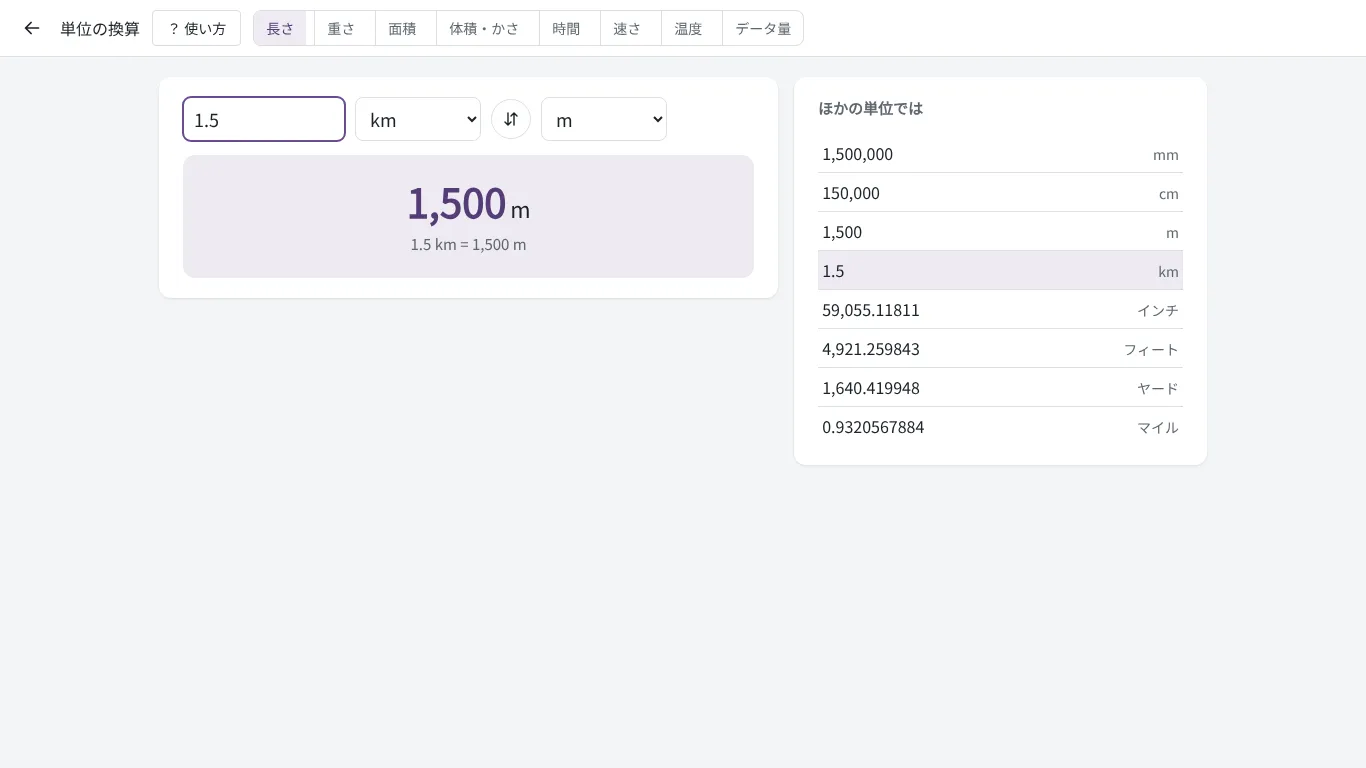 単位の換算
? 使い方
長さ
重さ
面積
体積・かさ
時間
速さ
温度
データ量
1.5
km
m
1,500 m
1.5 km = 1,500 m
ほかの単位では
1,500,000 mm
150,000 cm
1,500 m
1.5 km
59,055.11811 インチ
4,921.259843 フィート
1,640.419948 ヤード
0.9320567884 マイル